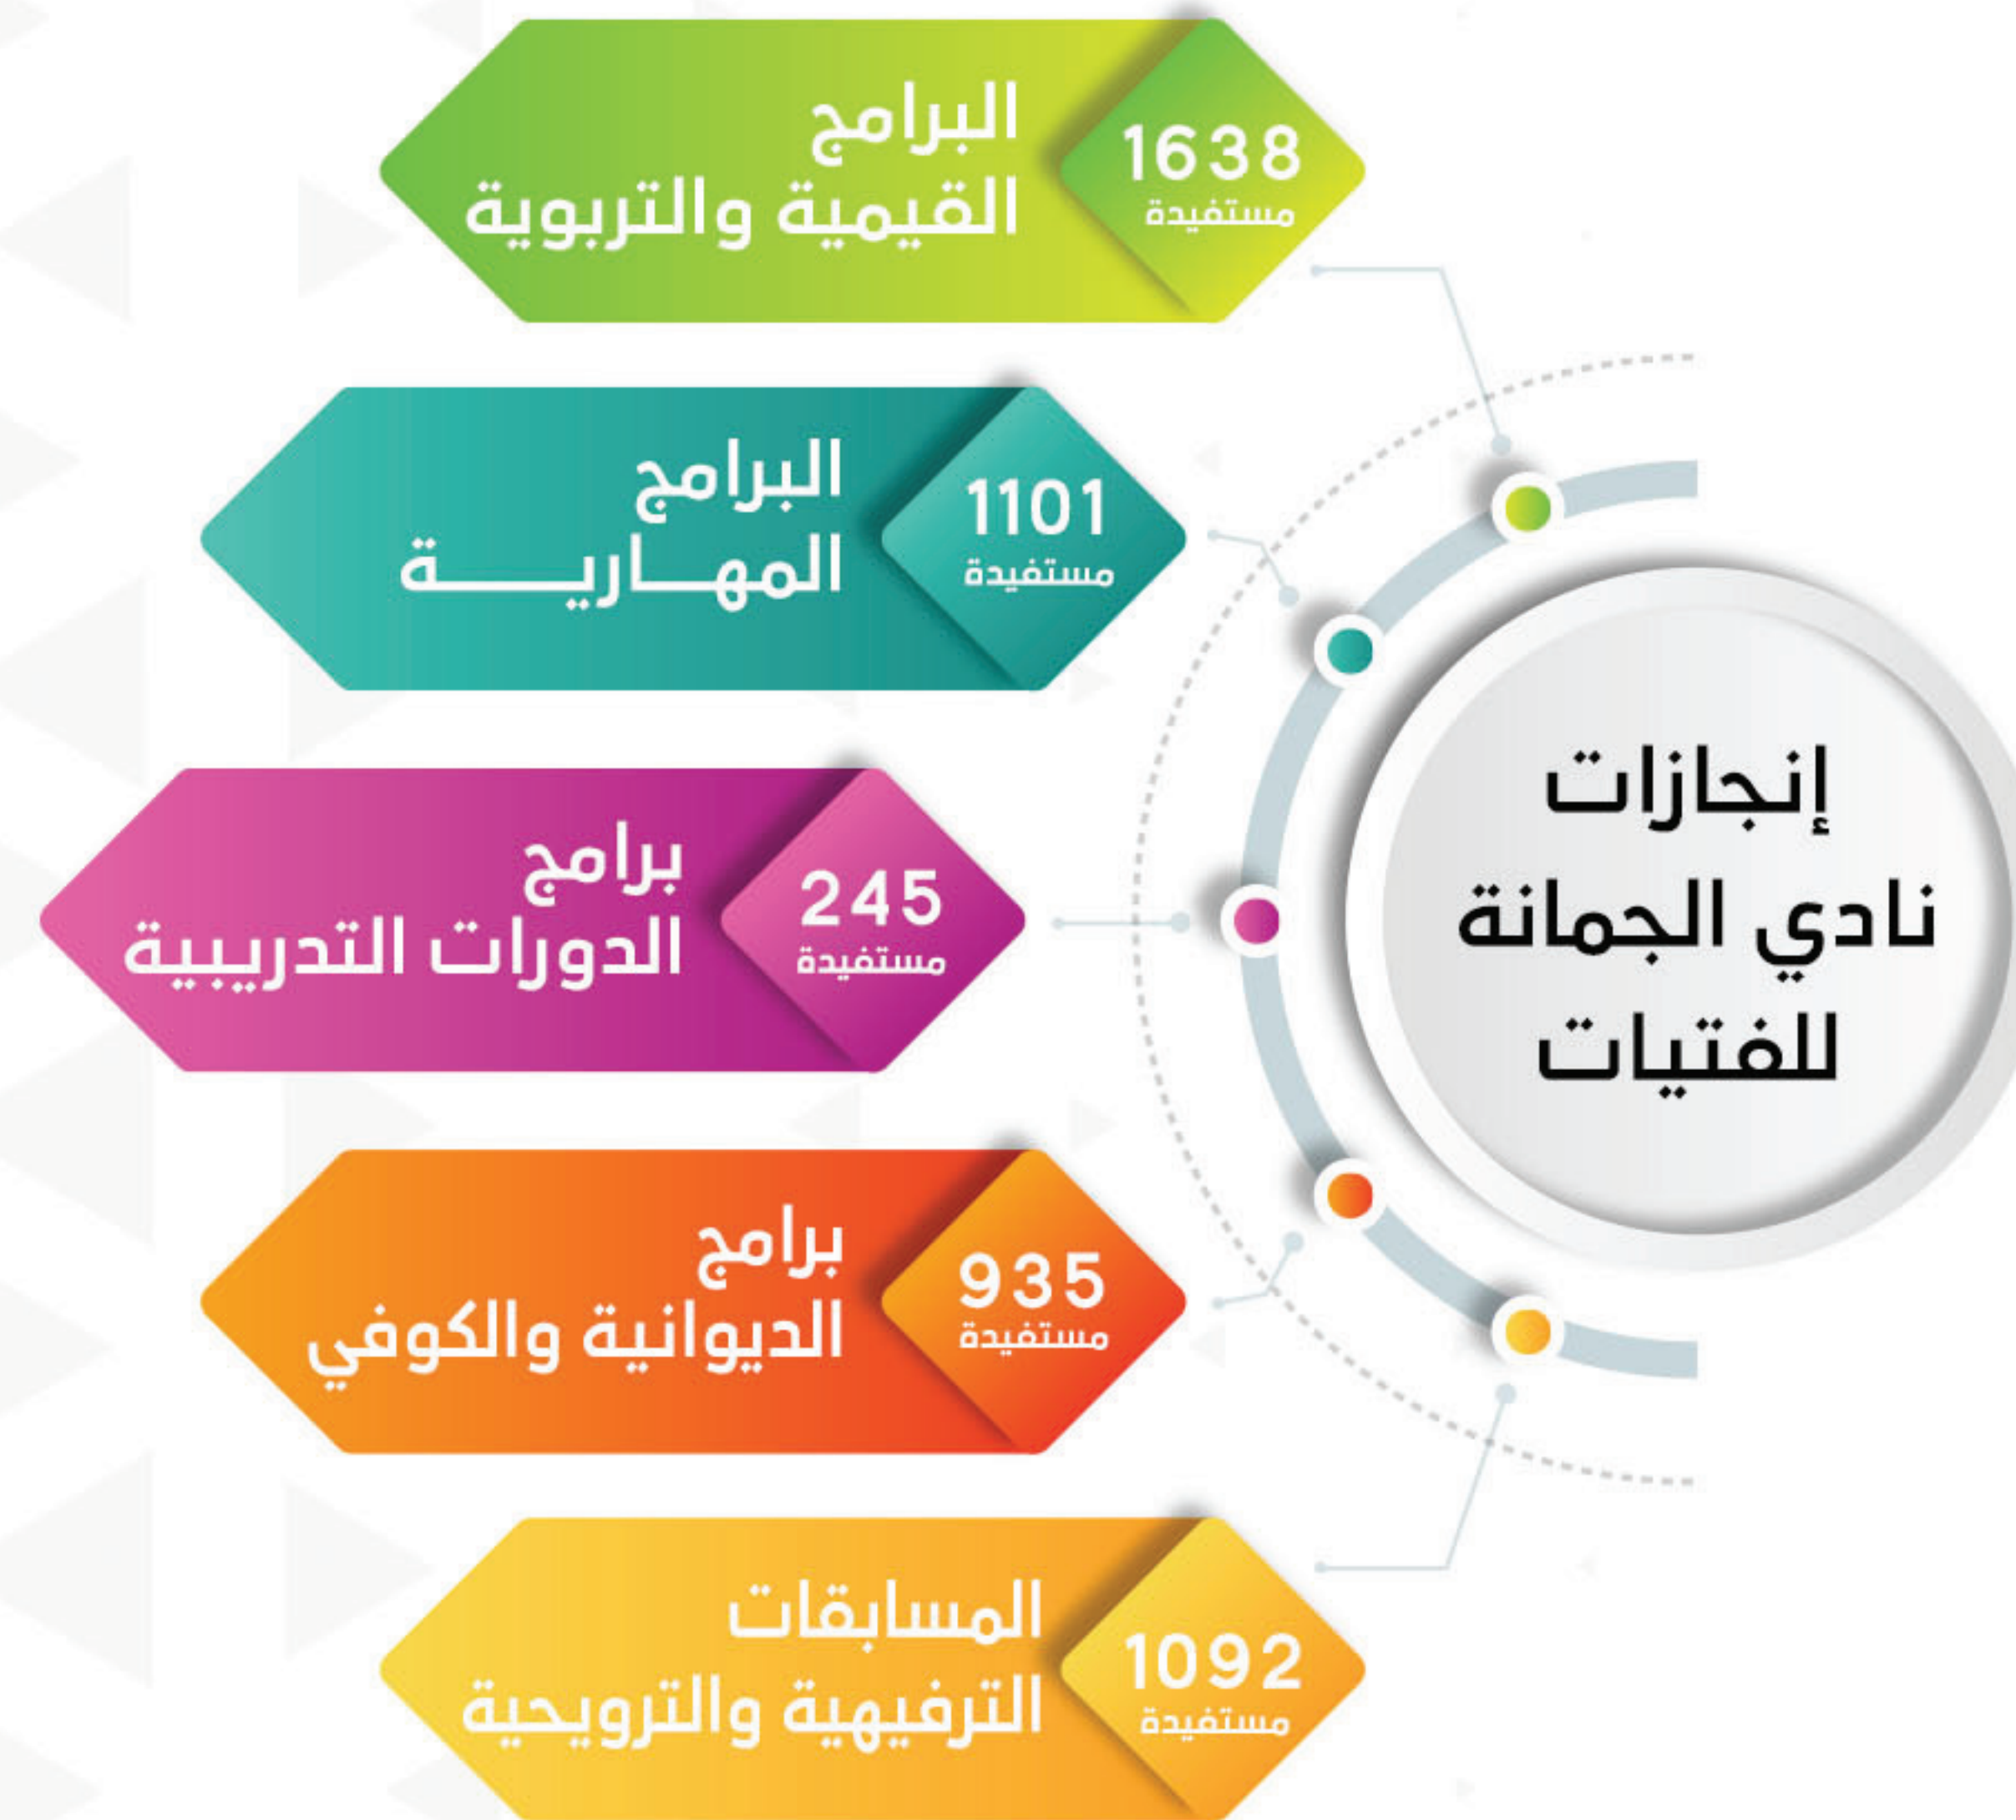 إنجازات
نادي الجمانة
للفتيات
1638
مستفيدة
البرامج
القيمية والتربوية
1101
مستفيدة
البرامج
المهـــاريـــــة
245
مستفيدة
برامج
الدورات التدريبية
935
مستفيدة
برامج
الديوانية والكوفي
1092
مستفيدة
المسابقات
الترفيهية والترويحية